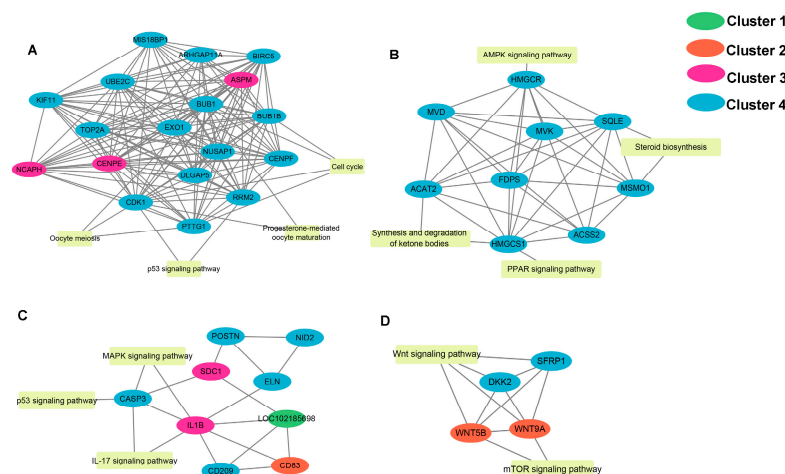 Cluster 1
Cluster 2
Cluster 3
Cluster 4
A
MIS18BP1
ARHGAP11A
BIRC5
UBE2C
ASPM
KIF11
BUB1
BUB1B
TOP2A
EXO1
NUSAP1
CENPF
NCAPH
CENPE
Cell cycle
DLGAP5
CDK1
RRM2
PTTG1
Oocyte meiosis
Progesterone-mediated
oocyte maturation
p53 signaling pathway
B
AMPK signaling pathway
HMGCR
MVD
SQLE
MVK
Steroid biosynthesis
FDPS
ACAT2
MSMO1
Synthesis and degradation
of ketone bodies
ACSS2
HMGCS1
PPAR signaling pathway
C
POSTN
NID2
MAPK signaling pathway
SDC1
ELN
p53 signaling pathway
CASP3
IL1B
LOC102185698
IL-17 signaling pathway
CD209
CD83
D
Wnt signaling pathway
SFRP1
DKK2
WNT5B
WNT9A
mTOR signaling pathway